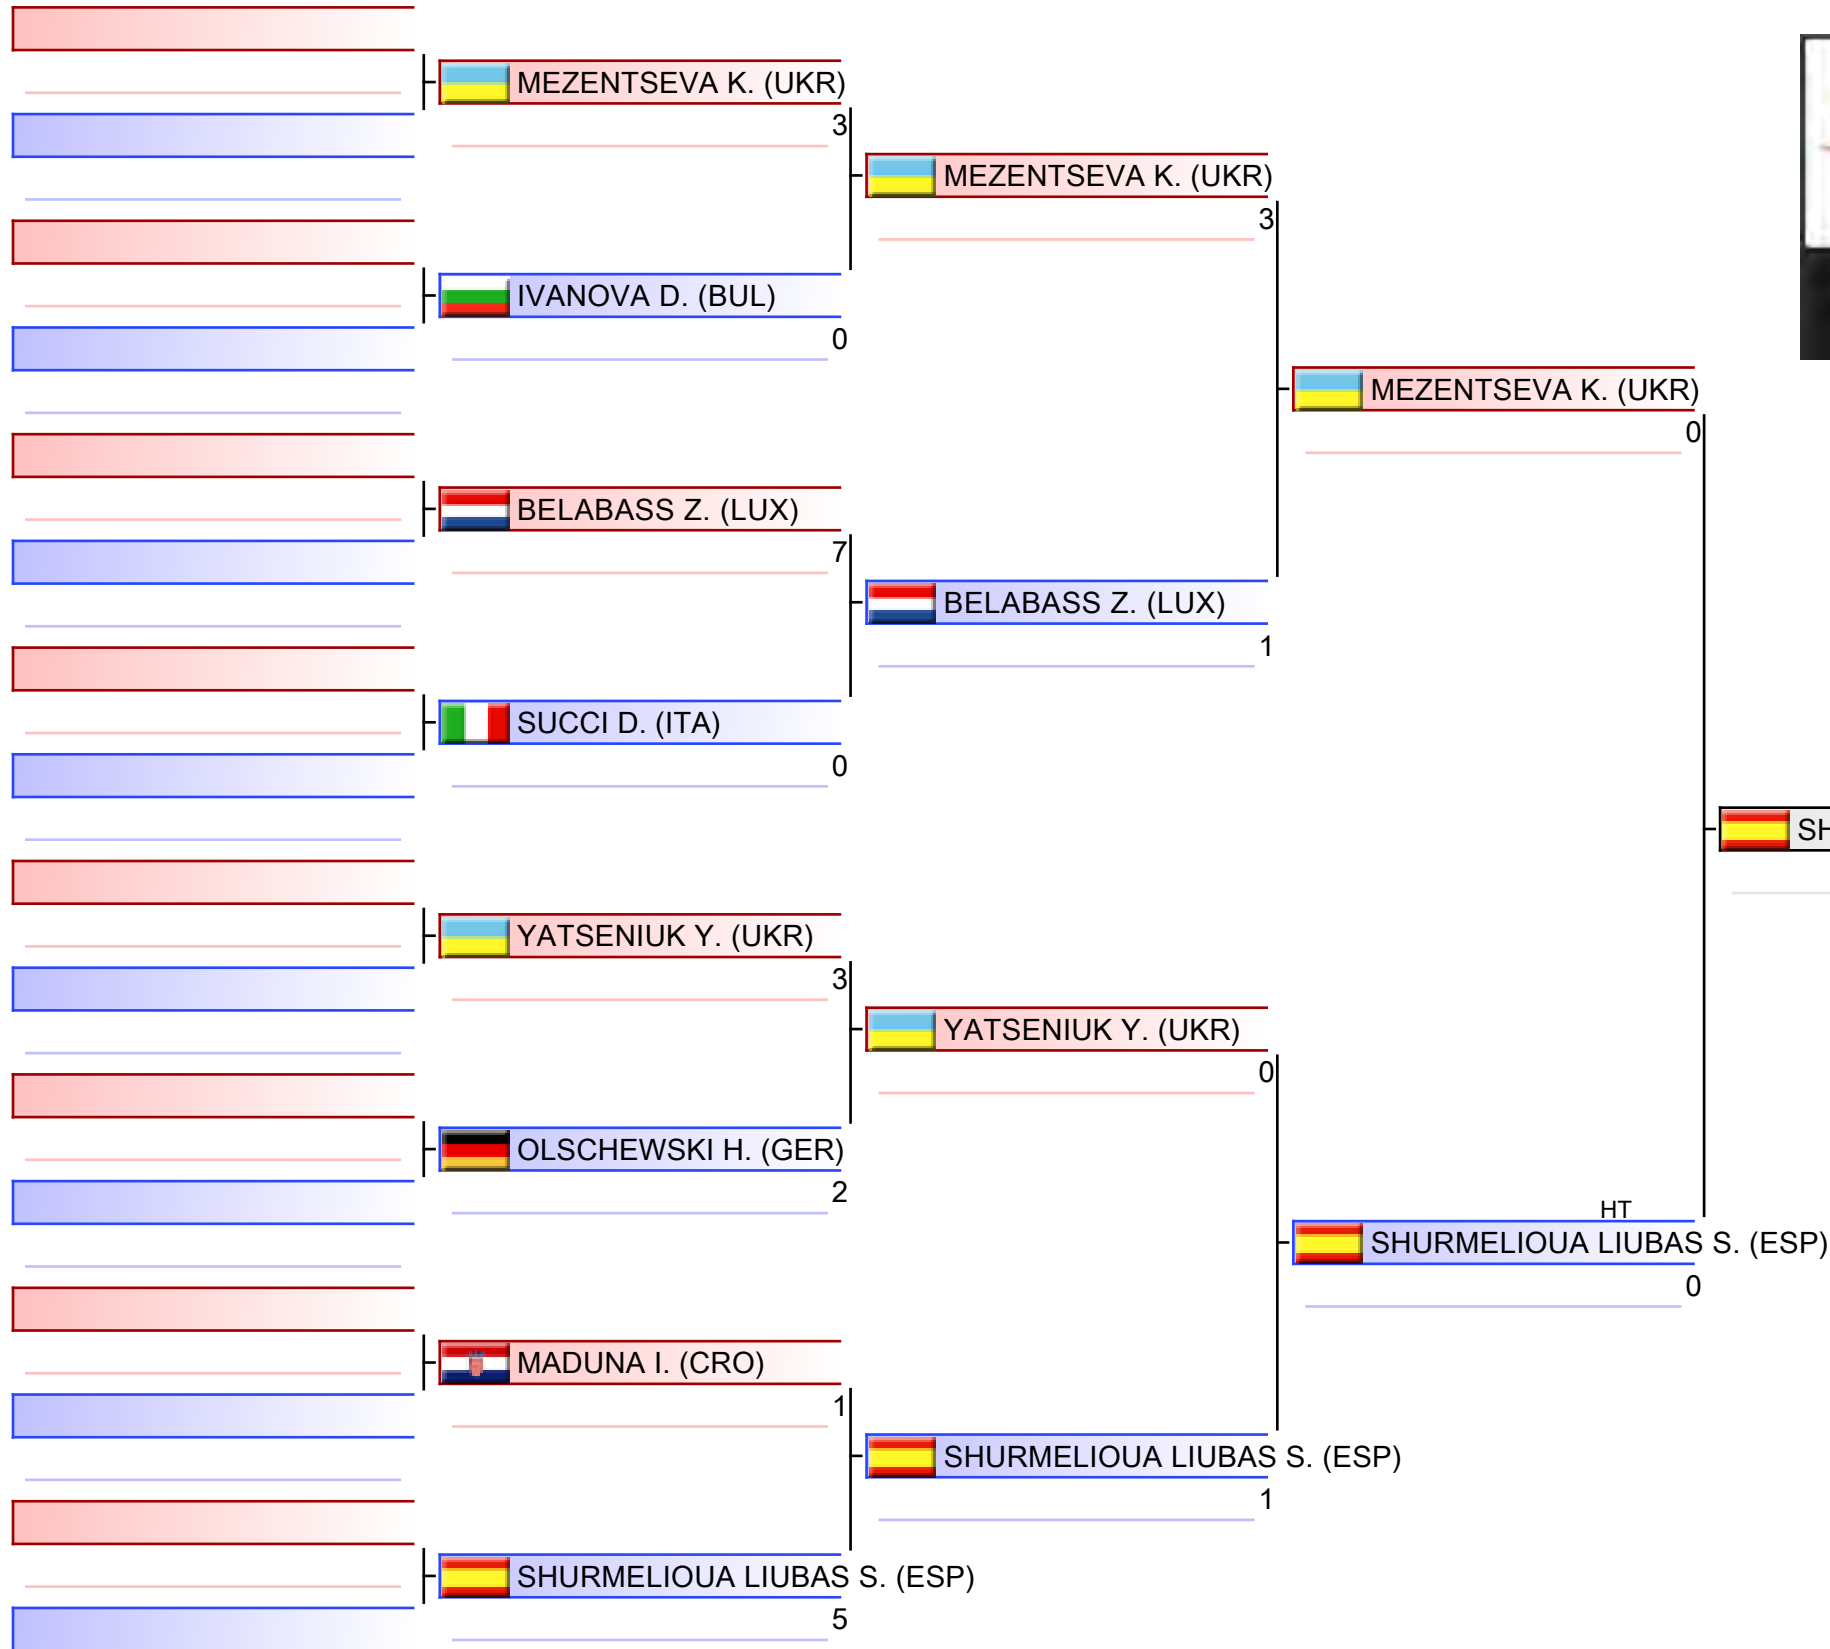 MEZENTSEVA K. (UKR)
3
IVANOVA D. (BUL)
0
BELABASS Z. (LUX)
7
SUCCI D. (ITA)
0
YATSENIUK Y. (UKR)
3
OLSCHEWSKI H. (GER)
2
MADUNA I. (CRO)
1
SHURMELIOUA LIUBAS S. (ESP)
5
MEZENTSEVA K. (UKR)
3
BELABASS Z. (LUX)
1
YATSENIUK Y. (UKR)
0
SHURMELIOUA LIUBAS S. (ESP)
1
MEZENTSEVA K. (UKR)
0
HT
SHURMELIOUA LIUBAS S. (ESP)
0
SH